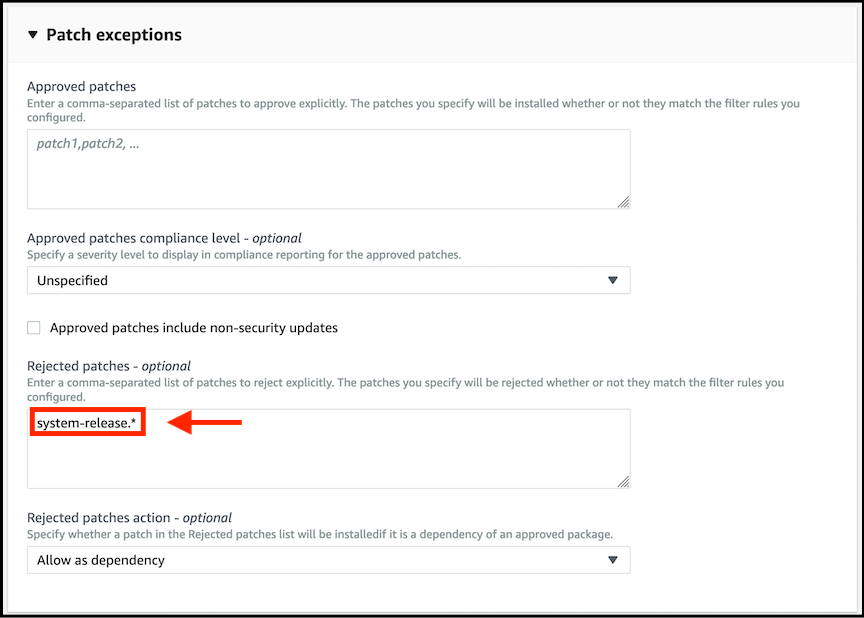 Patch exceptions
Approved patches
Enter a comma-separated list of patches to approve explicitly. The patches you specify will be installed whether or not they match the filter rules you
configured.
patch1,patch2, ...
Approved patches compliance level - optional
Specify a severity level to display in compliance reporting for the approved patches.
Unspecified
Approved patches include non-security updates
Rejected patches - optional
Enter a comma-separated list of patches to reject explicitly. The patches you specify will be rejected whether or not they match the filter rules you
configured.
system-release.*
Rejected patches action - optional
Specify whether a patch in the Rejected patches list will be installedif it is a dependency of an approved package.
Allow as dependency